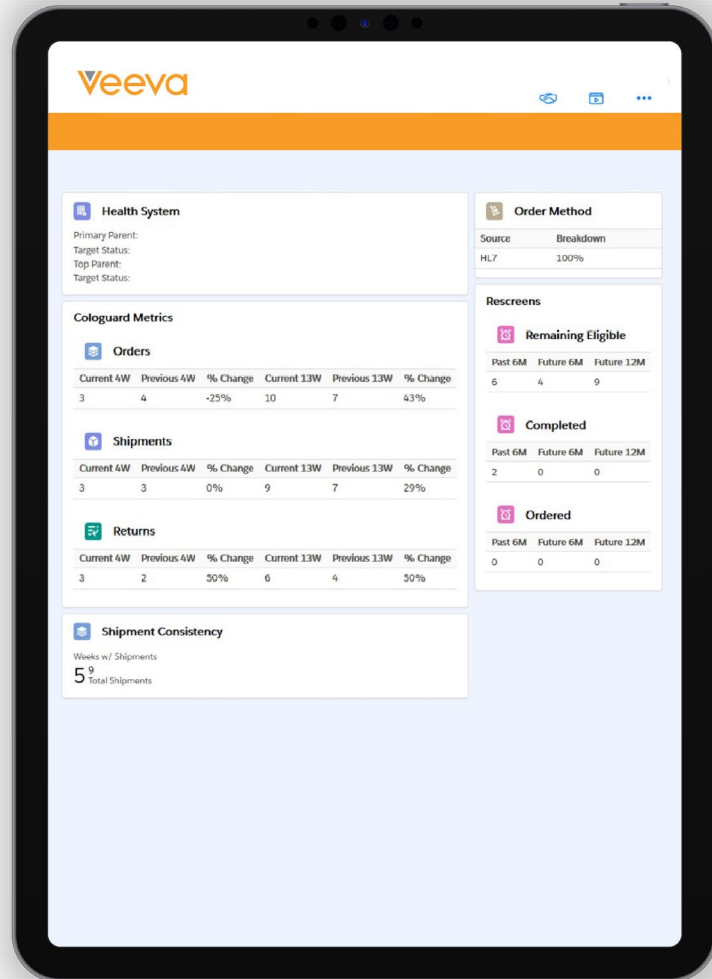 Veeva
Health System
Primary Parent:
Target Status:
Top Parent:
Target Status:
Cologuard Metrics
Orders
Current 4W Previous 4W % Change Current 13W Previous 13W % Change
3 4 -25% 10 7 43%
Shipments
Current 4W Previous 4W % Change Current 13W Previous 13W % Change
3 3 0% 9 7 29%
Returns
Current 4W Previous 4W % Change Current 13W Previous 13W % Change
3 2 50% 6 4 50%
Shipment Consistency
Weeks w/ Shipments
5 9
Total Shipments
Order Method
Source Breakdown
HL7 100%
Rescreens
Remaining Eligible
Past 6M Future 6M Future 12M
6 4 9
Completed
Past 6M Future 6M Future 12M
2 0 0
Ordered
Past 6M Future 6M Future 12M
0 0 0